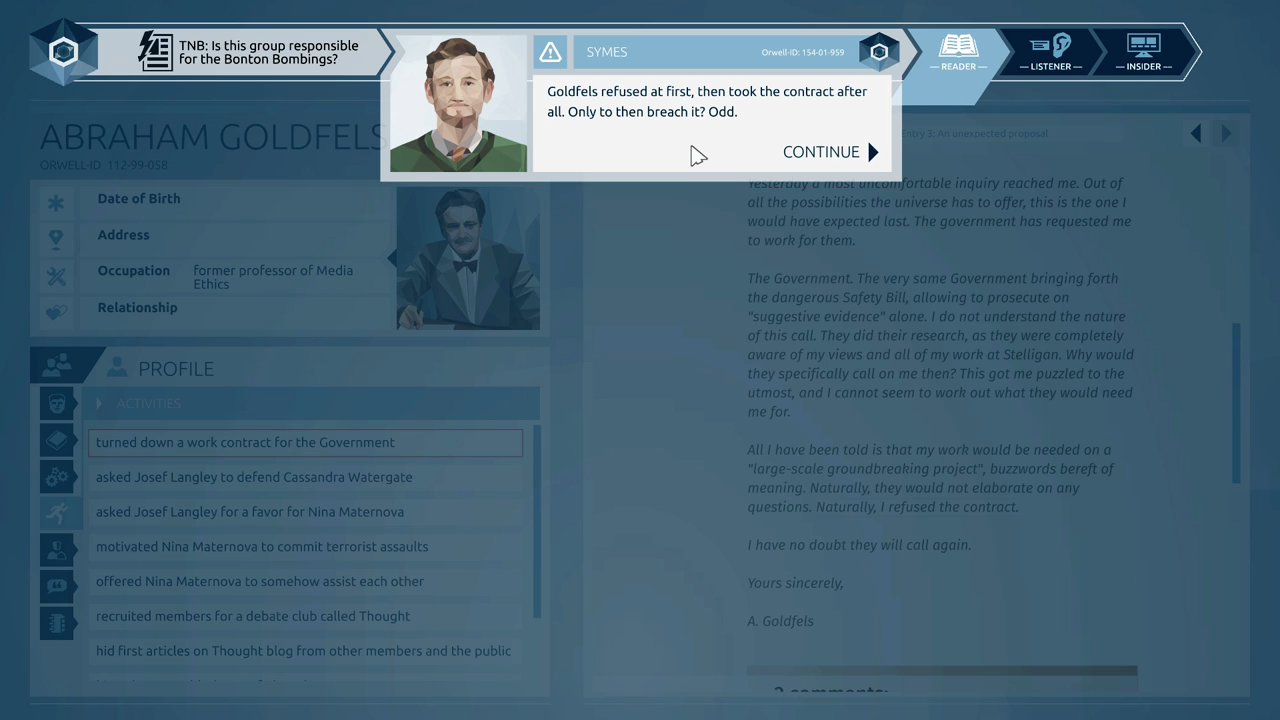 TNB: Is this group responsible
for the Bonton Bombings?
SYMES
Orwell-ID: 154-01-959
Goldfels refused at first, then took the contract after
all. Only to then breach it? Odd.
CONTINUE
— READER —
— LISTENER —
— INSIDER —
ABRAHAM GOLDFELS
ORWELL-ID 112-99-058
Date of Birth
Address
Occupation former professor of Media
Ethics
Relationship
PROFILE
ACTIVITIES
turned down a work contract for the Government
asked Josef Langley to defend Cassandra Watergate
asked Josef Langley for a favor for Nina Maternova
motivated Nina Maternova to commit terrorist assaults
offered Nina Maternova to somehow assist each other
recruited members for a debate club called Thought
hid first articles on Thought blog from other members and the public
Entry 3: An unexpected proposal
Yesterday a most uncomfortable inquiry reached me. Out of
all the possibilities the universe has to offer, this is the one I
would have expected last. The government has requested me
to work for them.
The Government. The very same Government bringing forth
the dangerous Safety Bill, allowing to prosecute on
"suggestive evidence" alone. I do not understand the nature
of this call. They did their research, as they were completely
aware of my views and all of my work at Stelligan. Why would
they specifically call on me then? This got me puzzled to the
utmost, and I cannot seem to work out what they would need
me for.
All I have been told is that my work would be needed on a
"large-scale groundbreaking project", buzzwords bereft of
meaning. Naturally, they would not elaborate on any
questions. Naturally, I refused the contract.
I have no doubt they will call again.
Yours sincerely,
A. Goldfels
2 comments: